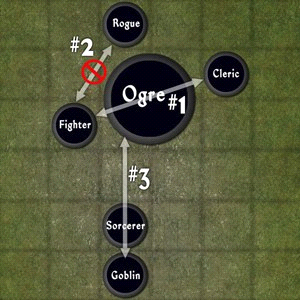 Rogue
#2
Cleric
Ogre
#1
Fighter
#3
Sorcerer
Goblin